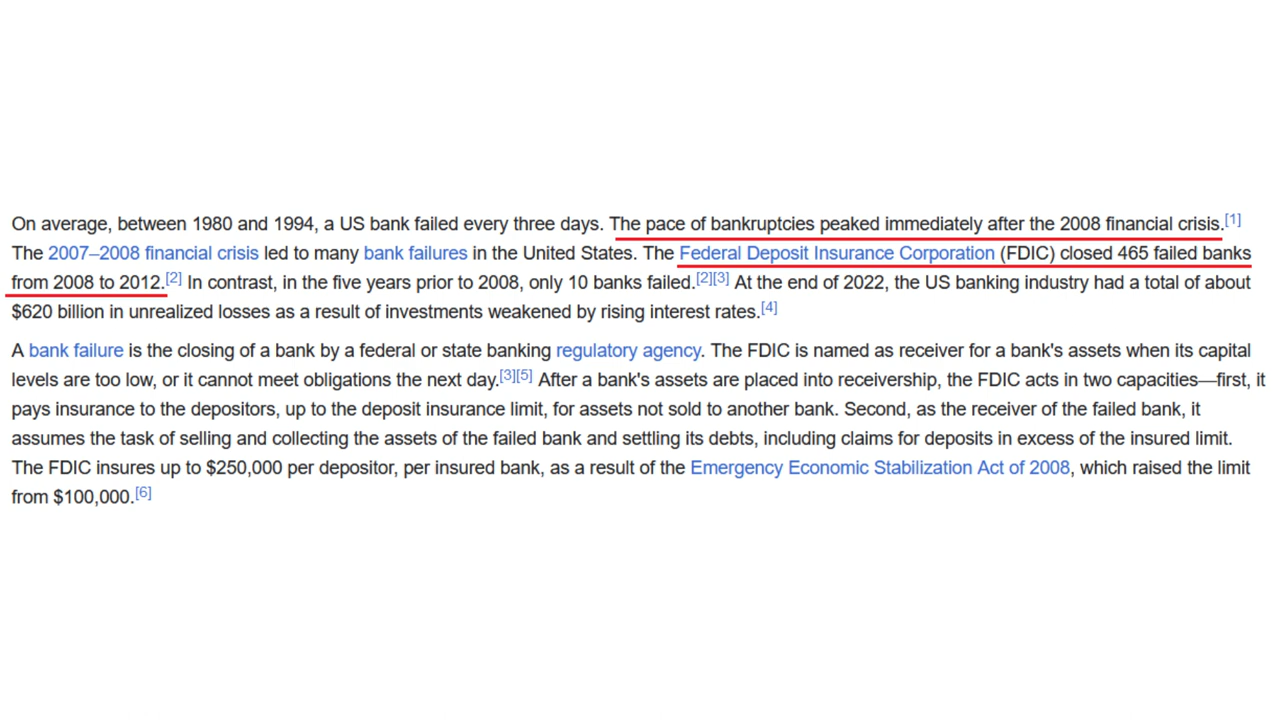 On average, between 1980 and 1994, a US bank failed every three days. The pace of bankruptcies peaked immediately after the 2008 financial crisis.[1]
The 2007–2008 financial crisis led to many bank failures in the United States. The Federal Deposit Insurance Corporation (FDIC) closed 465 failed banks
from 2008 to 2012.[2] In contrast, in the five years prior to 2008, only 10 banks failed.[2][3] At the end of 2022, the US banking industry had a total of about
$620 billion in unrealized losses as a result of investments weakened by rising interest rates.[4]
A bank failure is the closing of a bank by a federal or state banking regulatory agency. The FDIC is named as receiver for a bank's assets when its capital
levels are too low, or it cannot meet obligations the next day.[3][5] After a bank's assets are placed into receivership, the FDIC acts in two capacities—first, it
pays insurance to the depositors, up to the deposit insurance limit, for assets not sold to another bank. Second, as the receiver of the failed bank, it
assumes the task of selling and collecting the assets of the failed bank and settling its debts, including claims for deposits in excess of the insured limit.
The FDIC insures up to $250,000 per depositor, per insured bank, as a result of the Emergency Economic Stabilization Act of 2008, which raised the limit
from $100,000.[6]